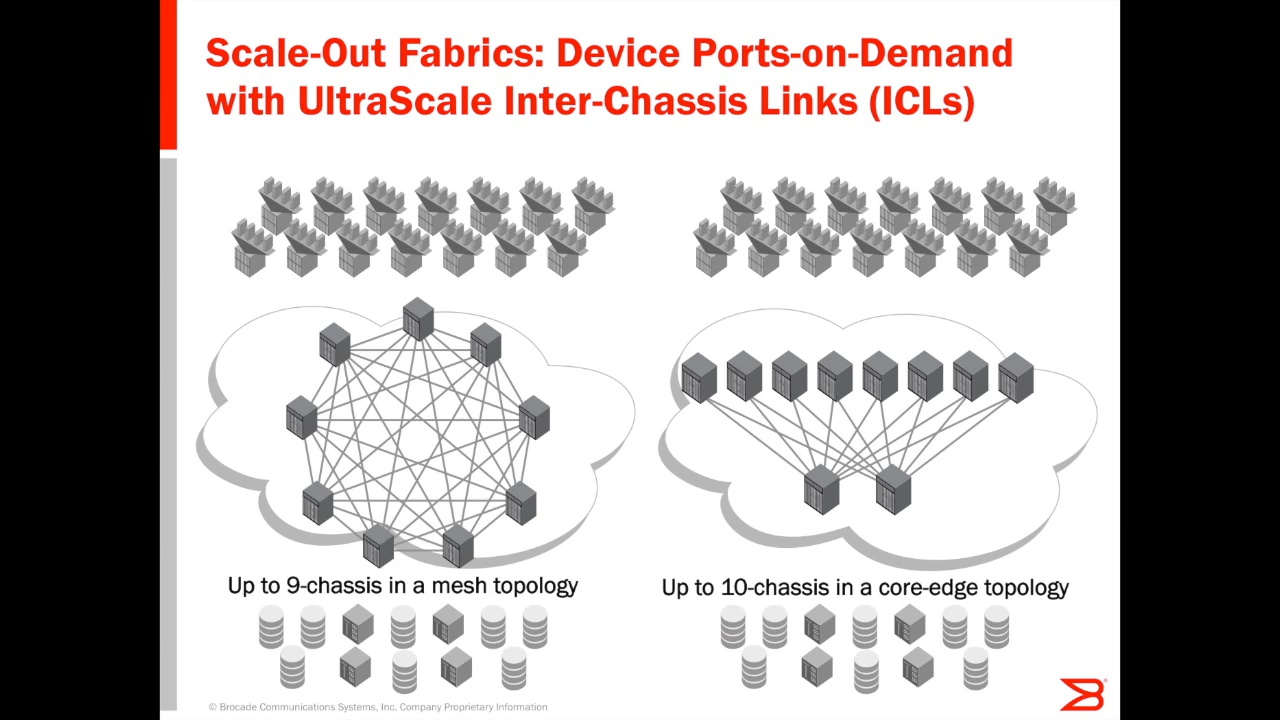 Scale-Out Fabrics: Device Ports-on-Demand
with UltraScale Inter-Chassis Links (ICLs)
Up to 9-chassis in a mesh topology
Up to 10-chassis in a core-edge topology
© Brocade Communications Systems, Inc. Company Proprietary Information